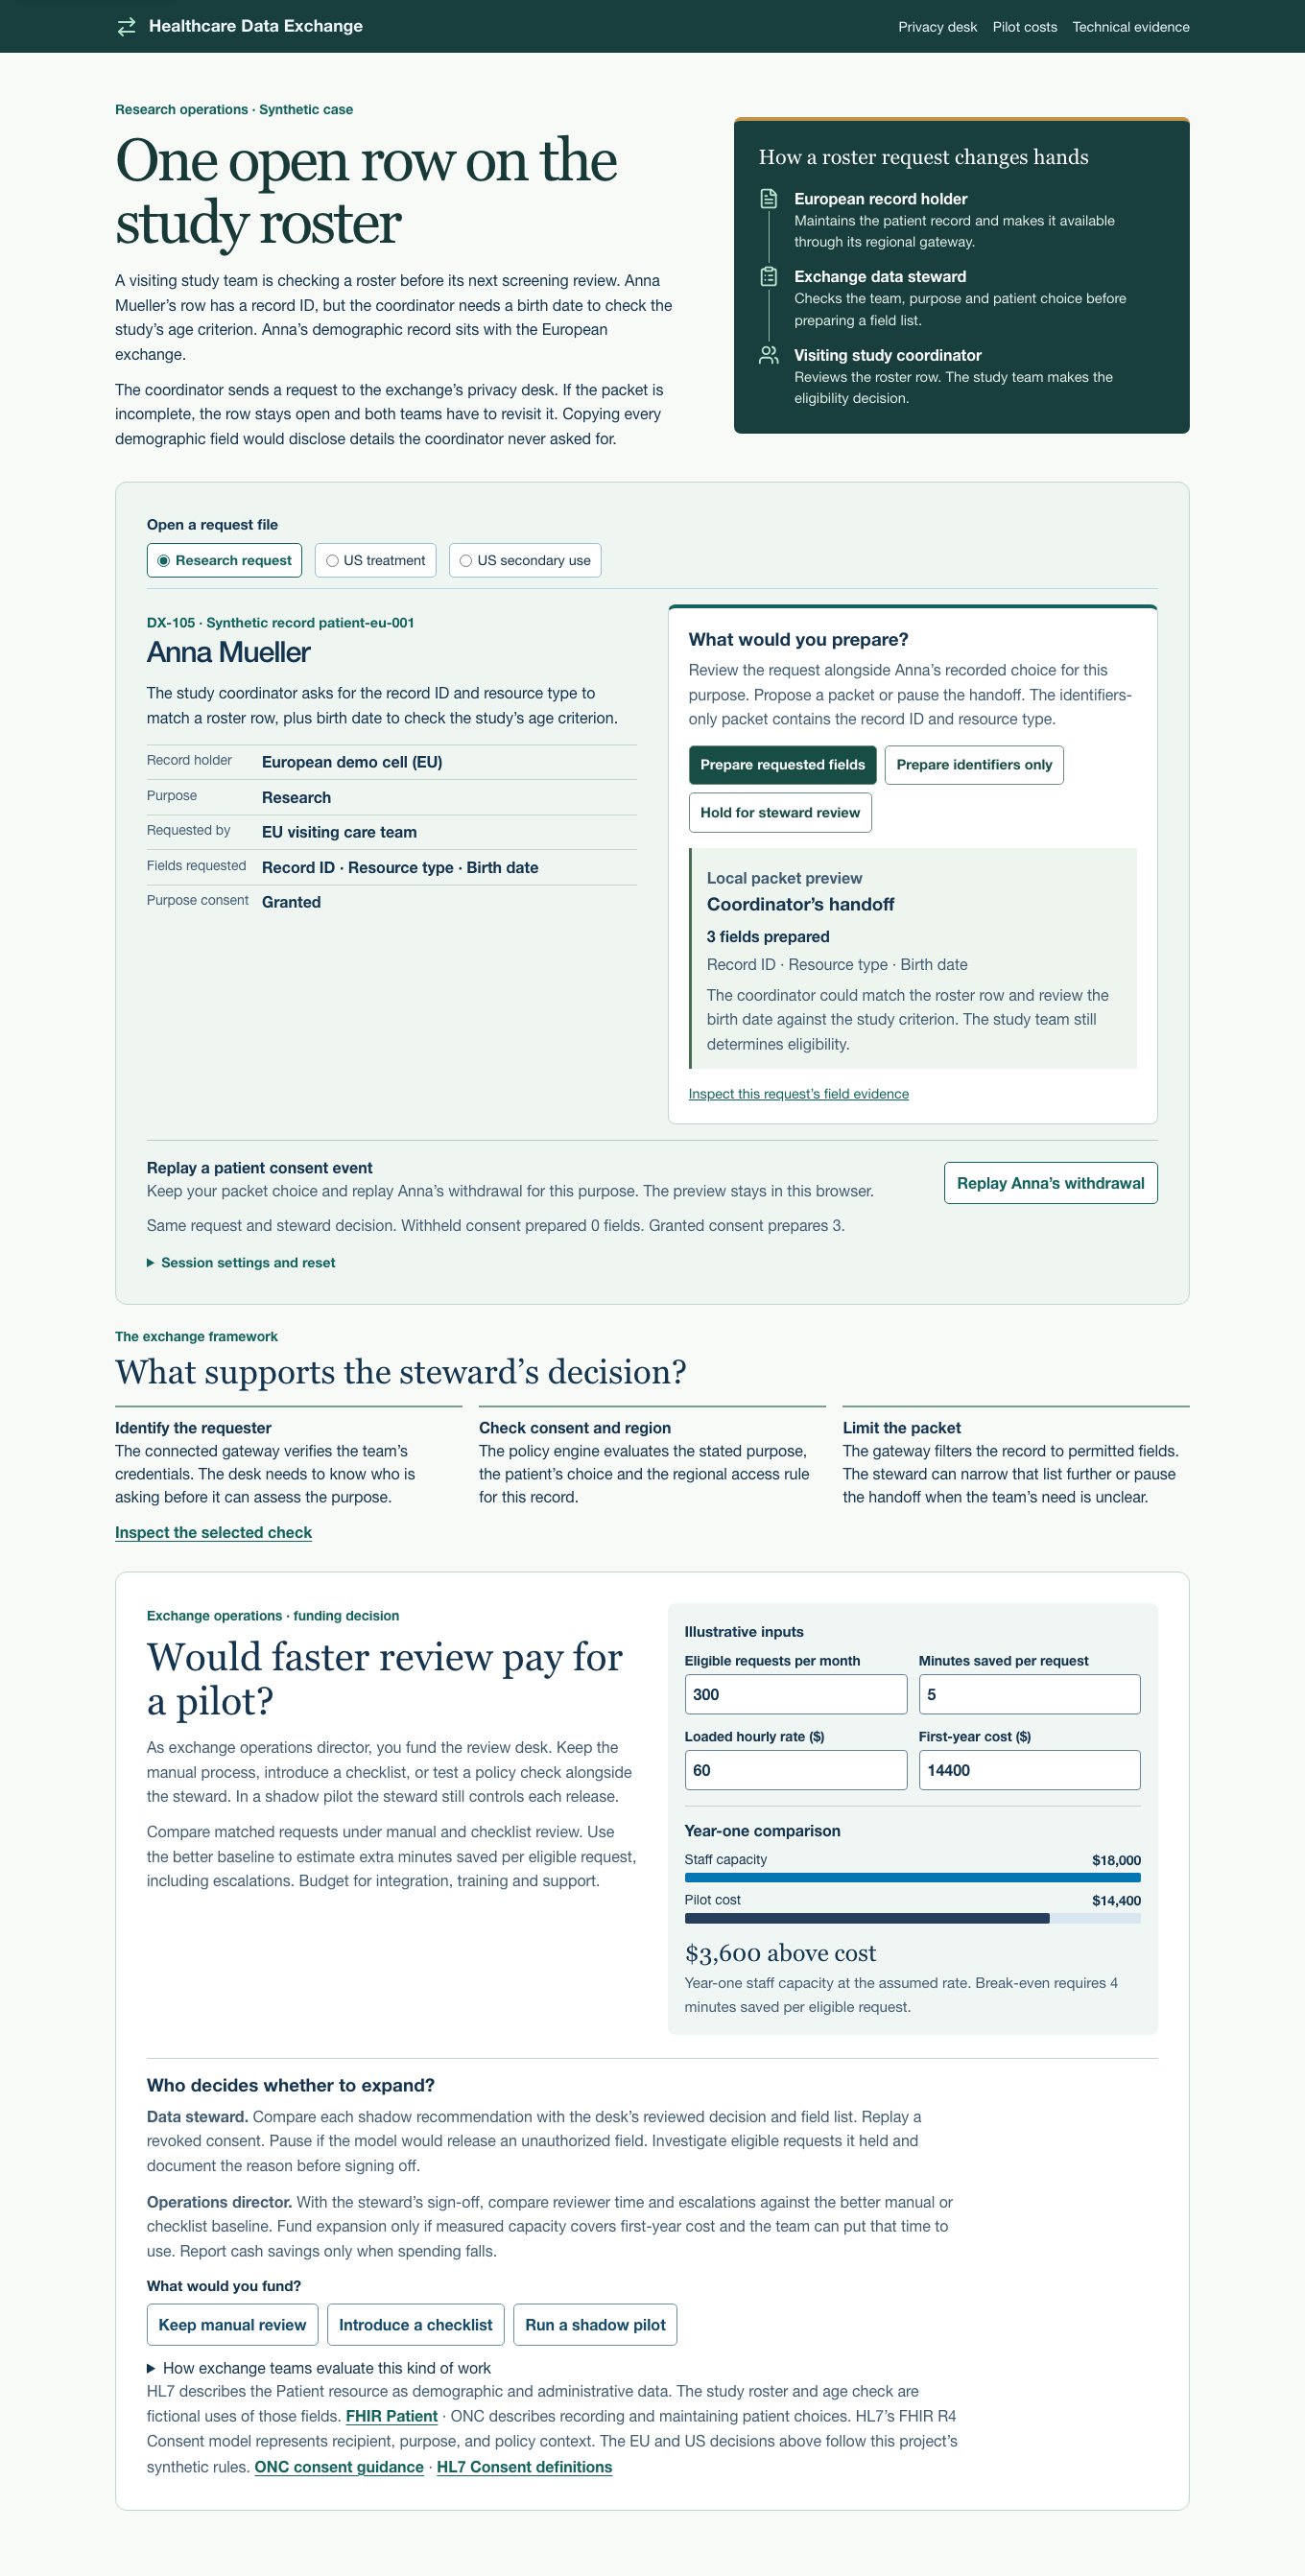 Healthcare Data Exchange
Privacy desk
Pilot costs
Technical evidence
Research operations · Synthetic case
One open row on the
study roster
A visiting study team is checking a roster before its next screening review. Anna
Mueller’s row has a record ID, but the coordinator needs a birth date to check the
study’s age criterion. Anna’s demographic record sits with the European
exchange.
The coordinator sends a request to the exchange’s privacy desk. If the packet is
incomplete, the row stays open and both teams have to revisit it. Copying every
demographic field would disclose details the coordinator never asked for.
How a roster request changes hands
European record holder
Maintains the patient record and makes it available
through its regional gateway.
Exchange data steward
Checks the team, purpose and patient choice before
preparing a field list.
Visiting study coordinator
Reviews the roster row. The study team makes the
eligibility decision.
Open a request file
Research request
US treatment
US secondary use
DX-105 · Synthetic record patient-eu-001
Anna Mueller
The study coordinator asks for the record ID and resource type to
match a roster row, plus birth date to check the study’s age criterion.
Record holder European demo cell (EU)
Purpose Research
Requested by EU visiting care team
Fields requested Record ID · Resource type · Birth date
Purpose consent Granted
What would you prepare?
Review the request alongside Anna’s recorded choice for this
purpose. Propose a packet or pause the handoff. The identifiers-
only packet contains the record ID and resource type.
Prepare requested fields
Prepare identifiers only
Hold for steward review
Local packet preview
Coordinator’s handoff
3 fields prepared
Record ID · Resource type · Birth date
The coordinator could match the roster row and review the
birth date against the study criterion. The study team still
determines eligibility.
Inspect this request’s field evidence
Replay a patient consent event
Keep your packet choice and replay Anna’s withdrawal for this purpose. The preview stays in this browser.
Replay Anna’s withdrawal
Same request and steward decision. Withheld consent prepared 0 fields. Granted consent prepares 3.
Session settings and reset
The exchange framework
What supports the steward’s decision?
Identify the requester
The connected gateway verifies the team’s
credentials. The desk needs to know who is
asking before it can assess the purpose.
Check consent and region
The policy engine evaluates the stated purpose,
the patient’s choice and the regional access rule
for this record.
Limit the packet
The gateway filters the record to permitted fields.
The steward can narrow that list further or pause
the handoff when the team’s need is unclear.
Inspect the selected check
Exchange operations · funding decision
Would faster review pay for
a pilot?
As exchange operations director, you fund the review desk. Keep the
manual process, introduce a checklist, or test a policy check alongside
the steward. In a shadow pilot the steward still controls each release.
Compare matched requests under manual and checklist review. Use
the better baseline to estimate extra minutes saved per eligible request,
including escalations. Budget for integration, training and support.
Illustrative inputs
Eligible requests per month
300
Minutes saved per request
5
Loaded hourly rate ($)
60
First-year cost ($)
14400
Year-one comparison
Staff capacity $18,000
Pilot cost $14,400
$3,600 above cost
Year-one staff capacity at the assumed rate. Break-even requires 4
minutes saved per eligible request.
Who decides whether to expand?
Data steward. Compare each shadow recommendation with the desk’s reviewed decision and field list. Replay a
revoked consent. Pause if the model would release an unauthorized field. Investigate eligible requests it held and
document the reason before signing off.
Operations director. With the steward’s sign-off, compare reviewer time and escalations against the better manual or
checklist baseline. Fund expansion only if measured capacity covers first-year cost and the team can put that time to
use. Report cash savings only when spending falls.
What would you fund?
Keep manual review
Introduce a checklist
Run a shadow pilot
How exchange teams evaluate this kind of work
HL7 describes the Patient resource as demographic and administrative data. The study roster and age check are
fictional uses of those fields. FHIR Patient · ONC describes recording and maintaining patient choices. HL7’s FHIR R4
Consent model represents recipient, purpose, and policy context. The EU and US decisions above follow this project’s
synthetic rules. ONC consent guidance · HL7 Consent definitions